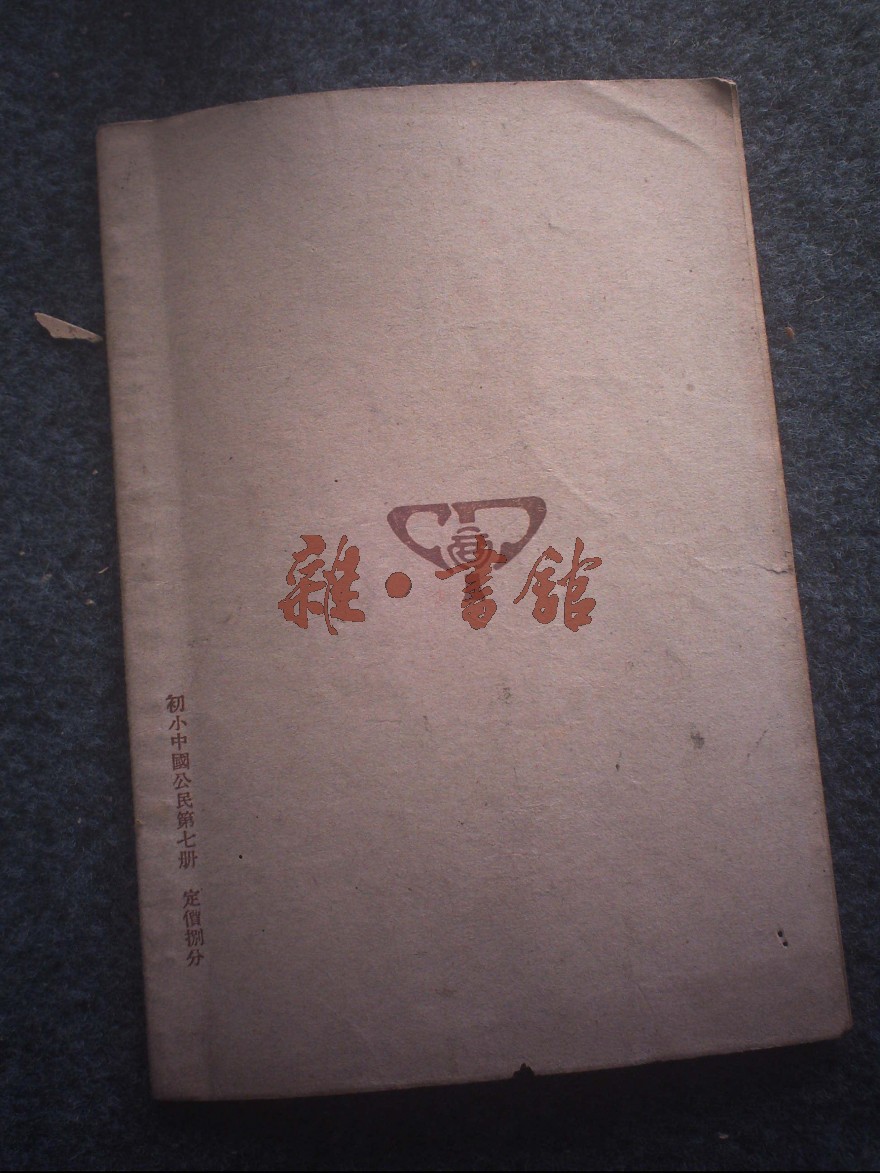 雜·書館
初小中國公民第七册 定價捌分